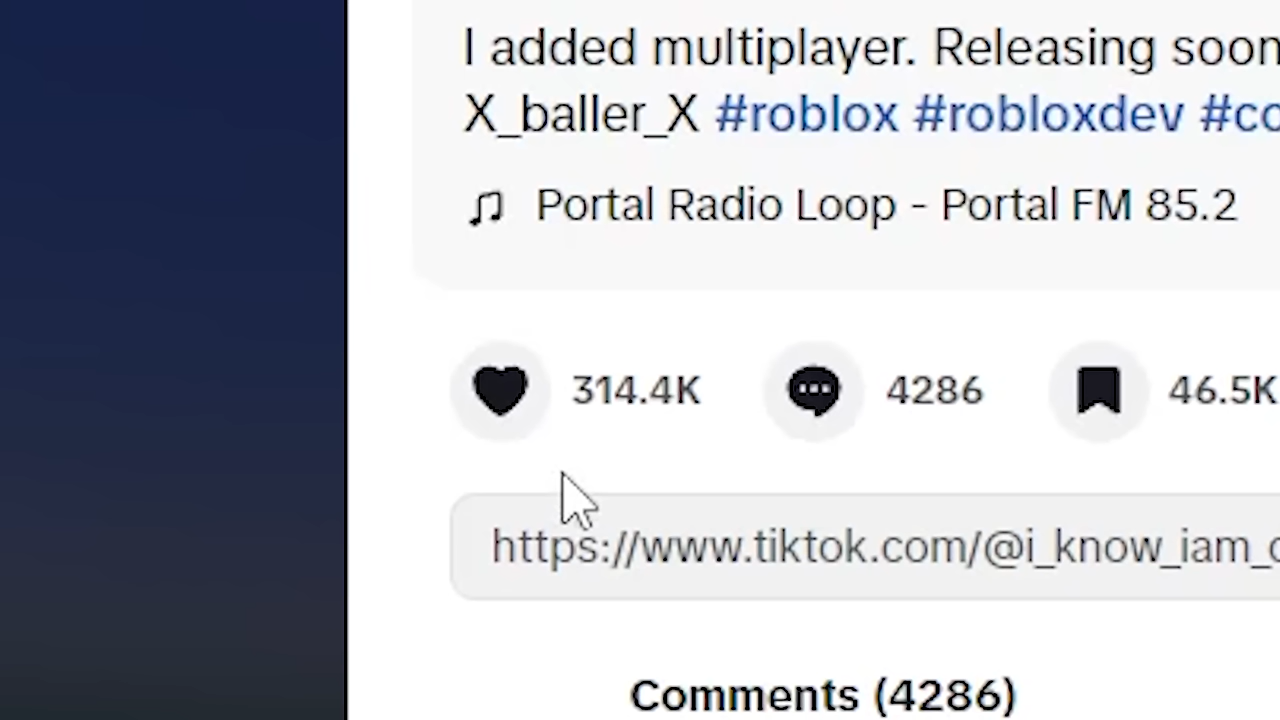 I added multiplayer. Releasing soon
X_baller_X #roblox #robloxdev #co
Portal Radio Loop - Portal FM 85.2
314.4K 4286 46.5K
https://www.tiktok.com/@i_know_iam_
Comments (4286)